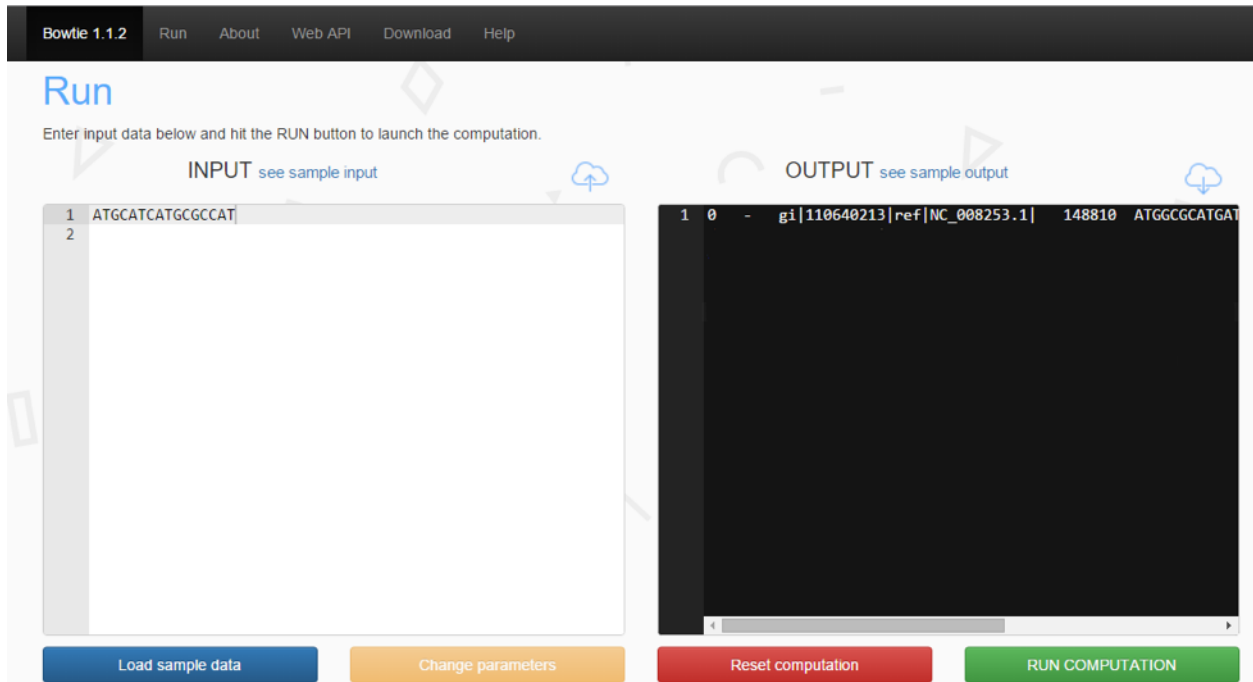 Bowtie 1.1.2 Run About Web API Download Help
Run
Enter input data below and hit the RUN button to launch the computation.
INPUT see sample input
OUTPUT see sample output
1 ATGCATCATGCGCCAT
2
1 0 - gi|110640213|ref|NC_008253.1| 148810 ATGGCGCATGAT
Load sample data
Change parameters
Reset computation
RUN COMPUTATION